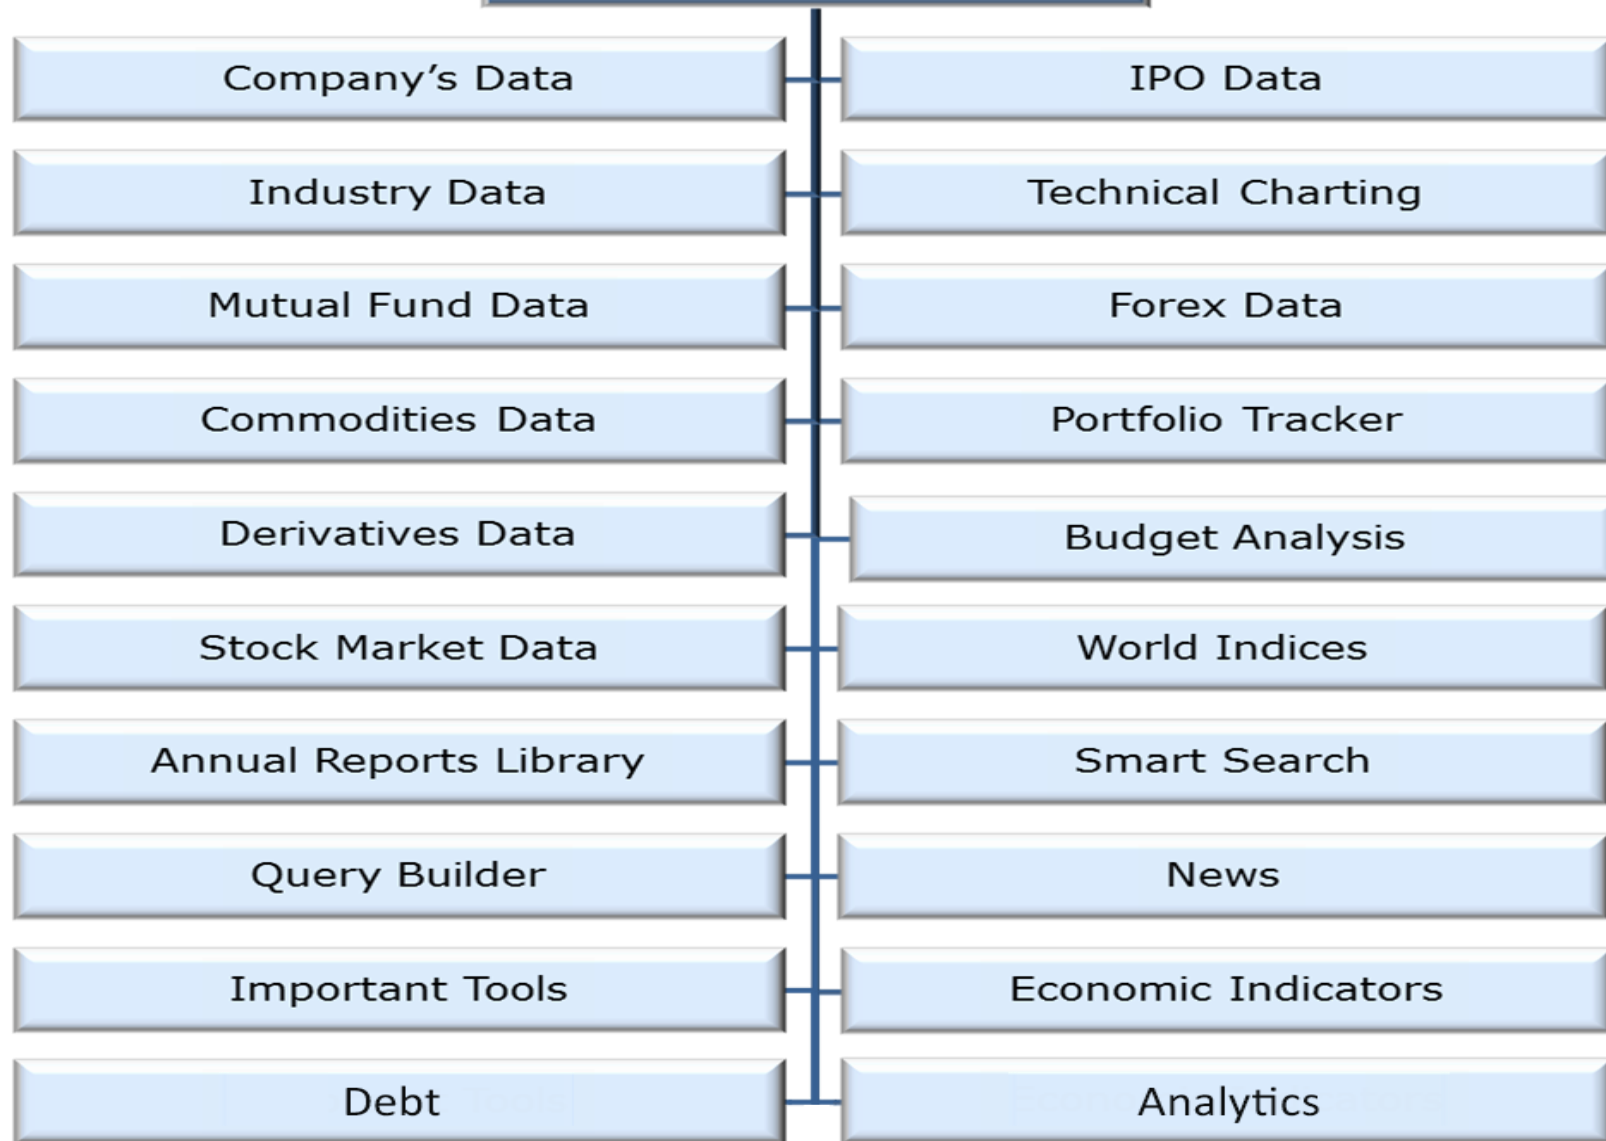 Company’s Data
IPO Data
Industry Data
Technical Charting
Mutual Fund Data
Forex Data
Commodities Data
Portfolio Tracker
Derivatives Data
Budget Analysis
Stock Market Data
World Indices
Annual Reports Library
Smart Search
Query Builder
News
Important Tools
Economic Indicators
Debt
Analytics